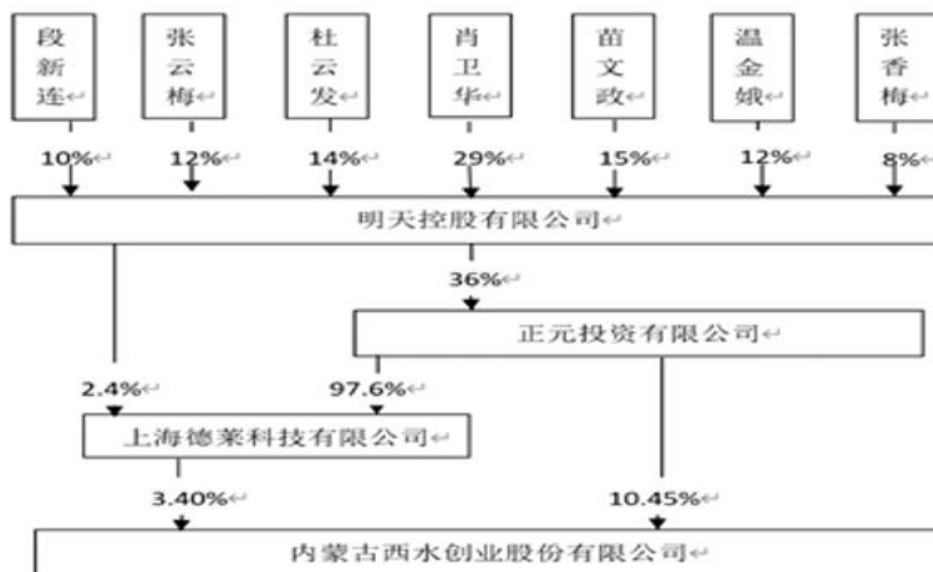 段新连↵
张云梅↵
杜云发↵
肖卫华↵
苗文政↵
温金娥↵
张香梅↵
10%↵
12%↵
14%↵
29%↵
15%↵
12%↵
8%↵
明天控股有限公司↵
36%↵
正元投资有限公司↵
2.4%↵
97.6%↵
上海德莱科技有限公司↵
3.40%↵
10.45%↵
内蒙古西水创业股份有限公司↵